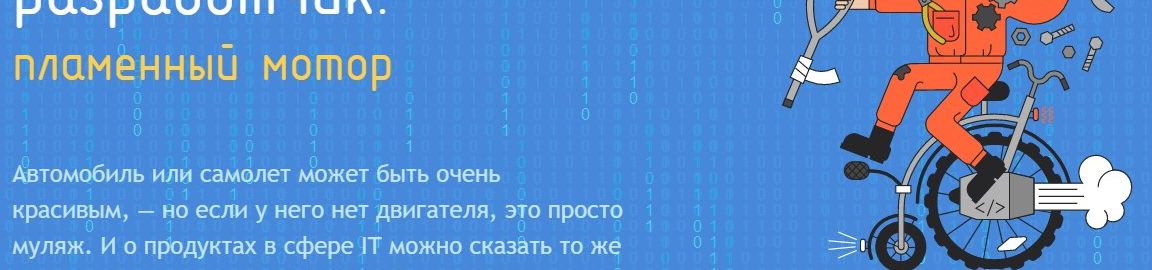 разработчик:
пламенный мотор
Автомобиль или самолет может быть очень
красивым, — но если у него нет двигателя, это просто
муляж. И о продуктах в сфере IT можно сказать то же
</>